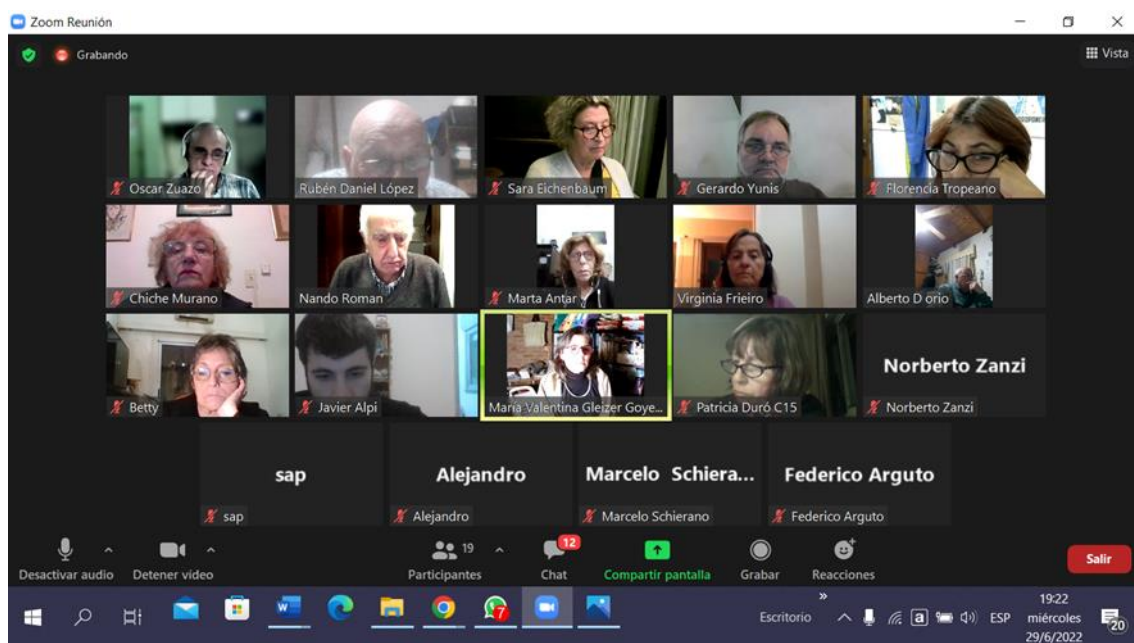 Zoom Reunión
Grabando
Vista
Oscar Zuazo
Rubén Daniel López
Sara Eichenbaum
Gerardo Yunis
Florencia Tropeano
Chiche Murano
Nando Roman
Marta Antar
Virginia Frieiro
Alberto D orio
Betty
Javier Alpi
María Valentina Gleizer Goye...
Patricia Duró C15
Norberto Zanzi
Norberto Zanzi
sap
Alejandro
Marcelo Schiera...
Federico Arguto
sap
Alejandro
Marcelo Schierano
Federico Arguto
19
12
Desactivar audio
Detener video
Participantes
Chat
Compartir pantalla
Grabar
Reacciones
Salir
7
Escritorio
»
a
ESP
19:22
miércoles
29/6/2022
20